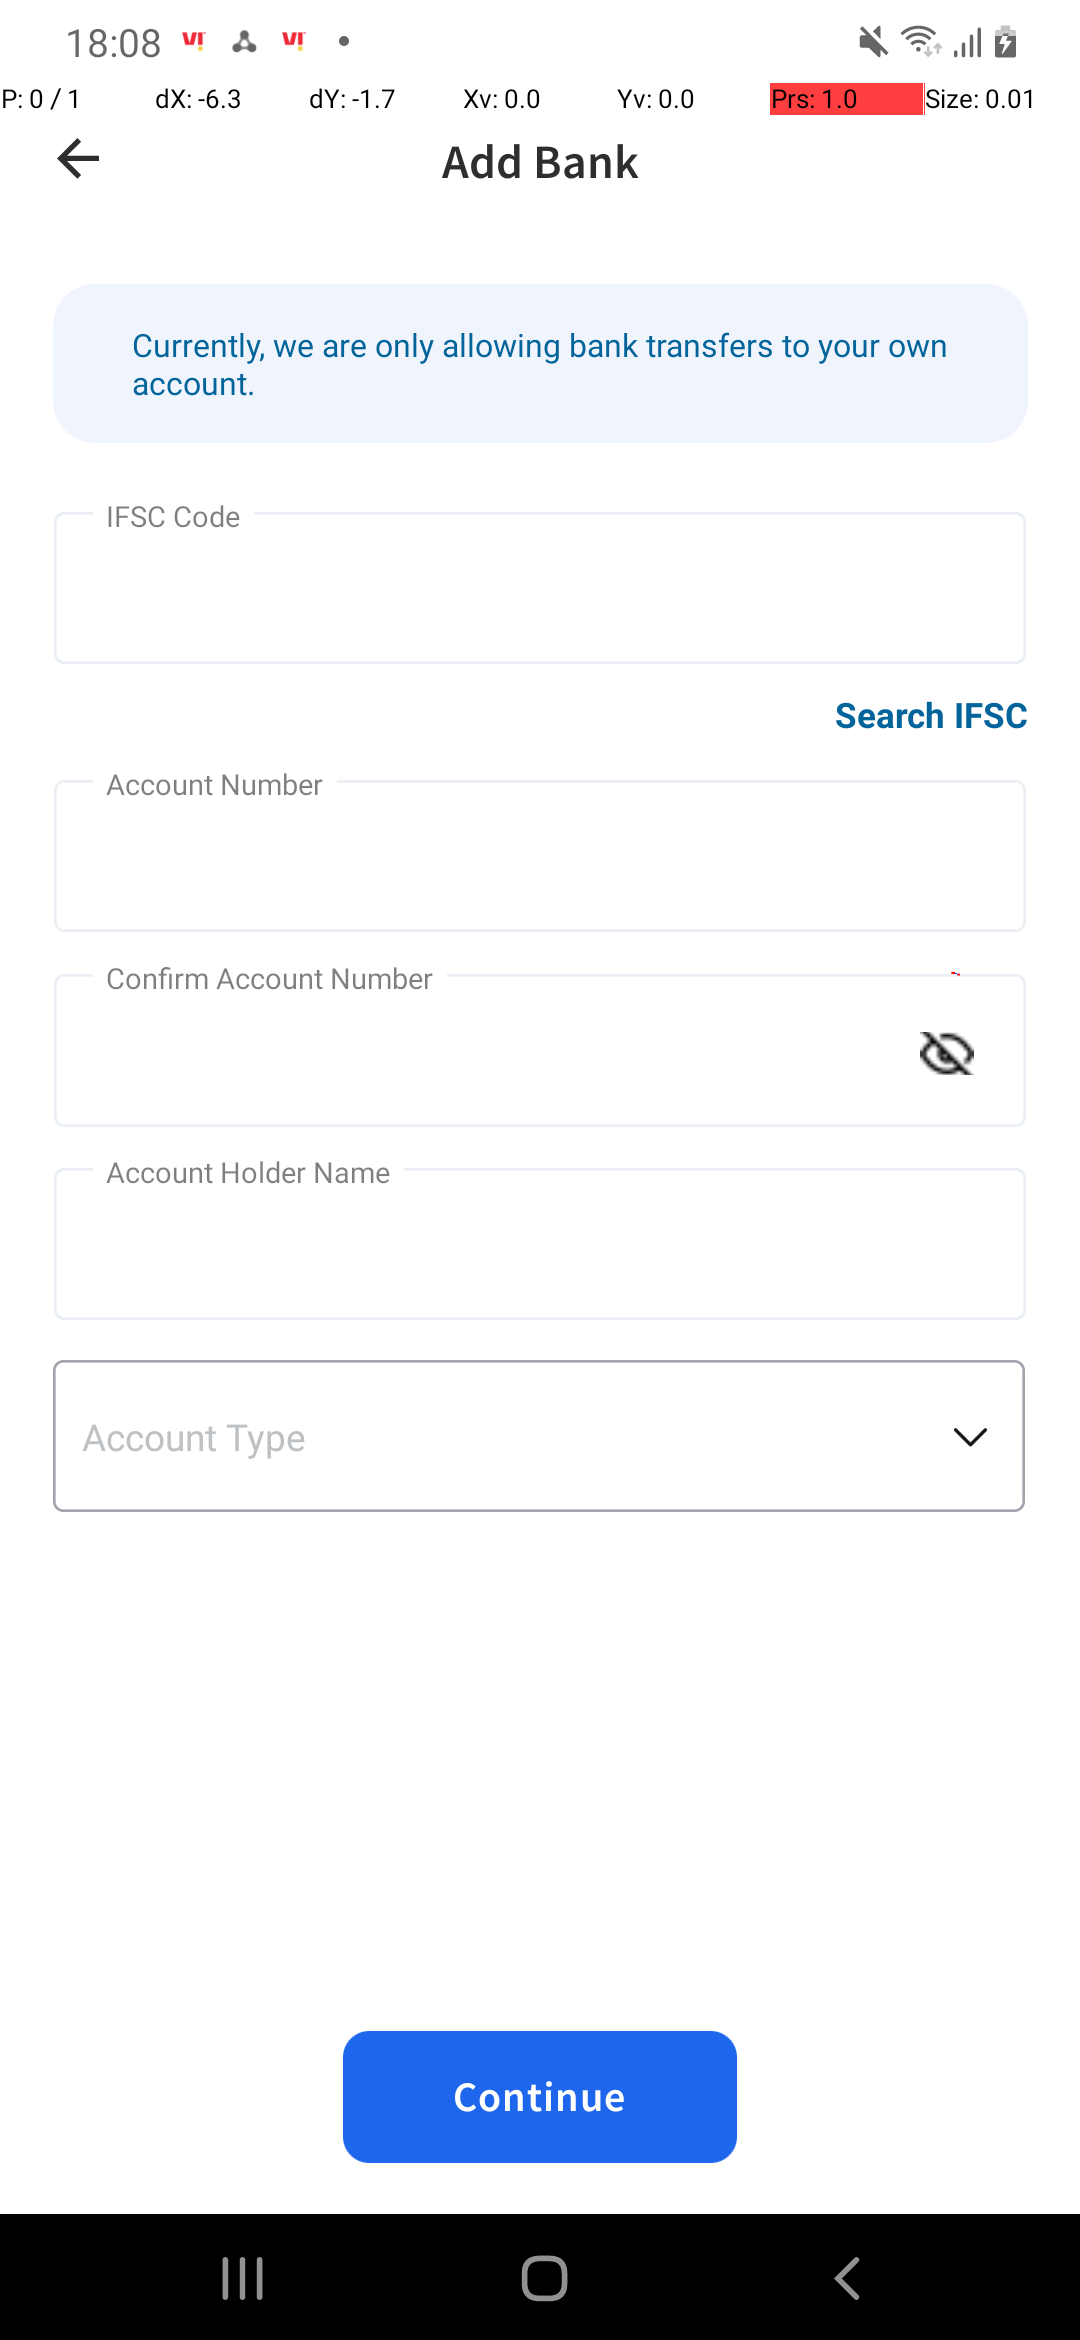 18:08
P: 0 / 1 dX: -6.3 dY: -1.7 Xv: 0.0 Yv: 0.0 Prs: 1.0 Size: 0.01
Add Bank
Currently, we are only allowing bank transfers to your own
account.
IFSC Code
Search IFSC
Account Number
Confirm Account Number
Account Holder Name
Account Type
Continue